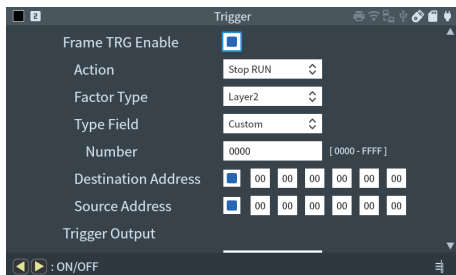 2 Trigger
Frame TRG Enable
Action Stop RUN
Factor Type Layer2
Type Field Custom
Number 0000 [ 0000 - FFFF ]
Destination Address 00 00 00 00 00 00
Source Address 00 00 00 00 00 00
Trigger Output
: ON/OFF